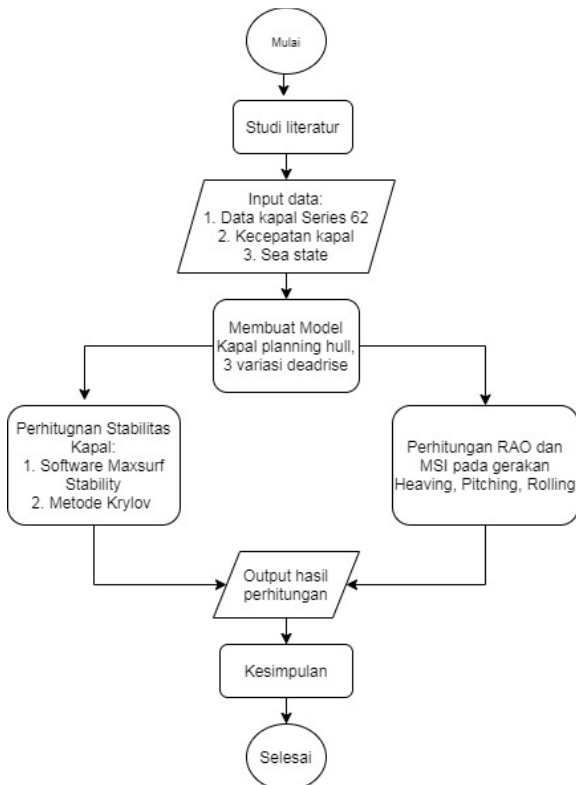 Mulai
Studi literatur
Input data:
1. Data kapal Series 62
2. Kecepatan kapal
3. Sea state
Membuat Model
Kapal planning hull,
3 variasi deadrise
Perhitugnan Stabilitas
Kapal:
1. Software Maxsurf
Stability
2. Metode Krylov
Perhitungan RAO dan
MSI pada gerakan
Heaving, Pitching, Rolling
Output hasil
perhitungan
Kesimpulan
Selesai